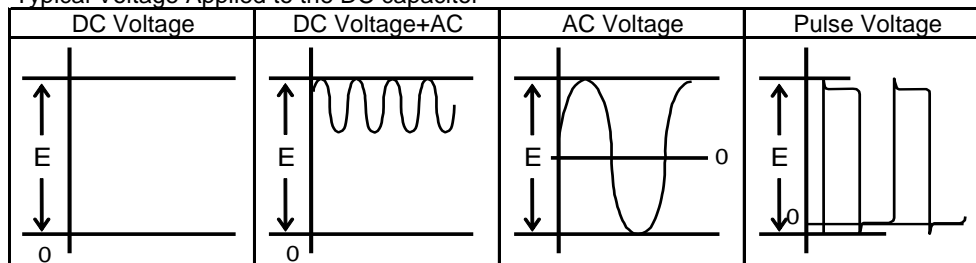 Typical Voltage Applied to the DC capacitor
DC Voltage DC Voltage+AC AC Voltage Pulse Voltage
E E E 0 E
0
0 0